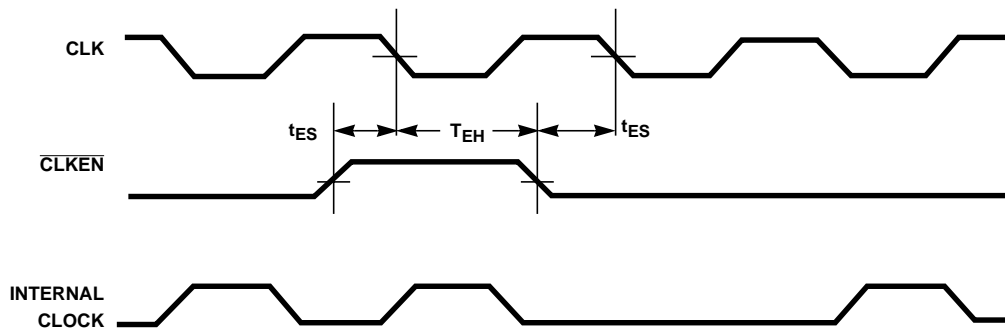 CLK
tES
TEH
tES
CLKEN
INTERNAL
CLOCK